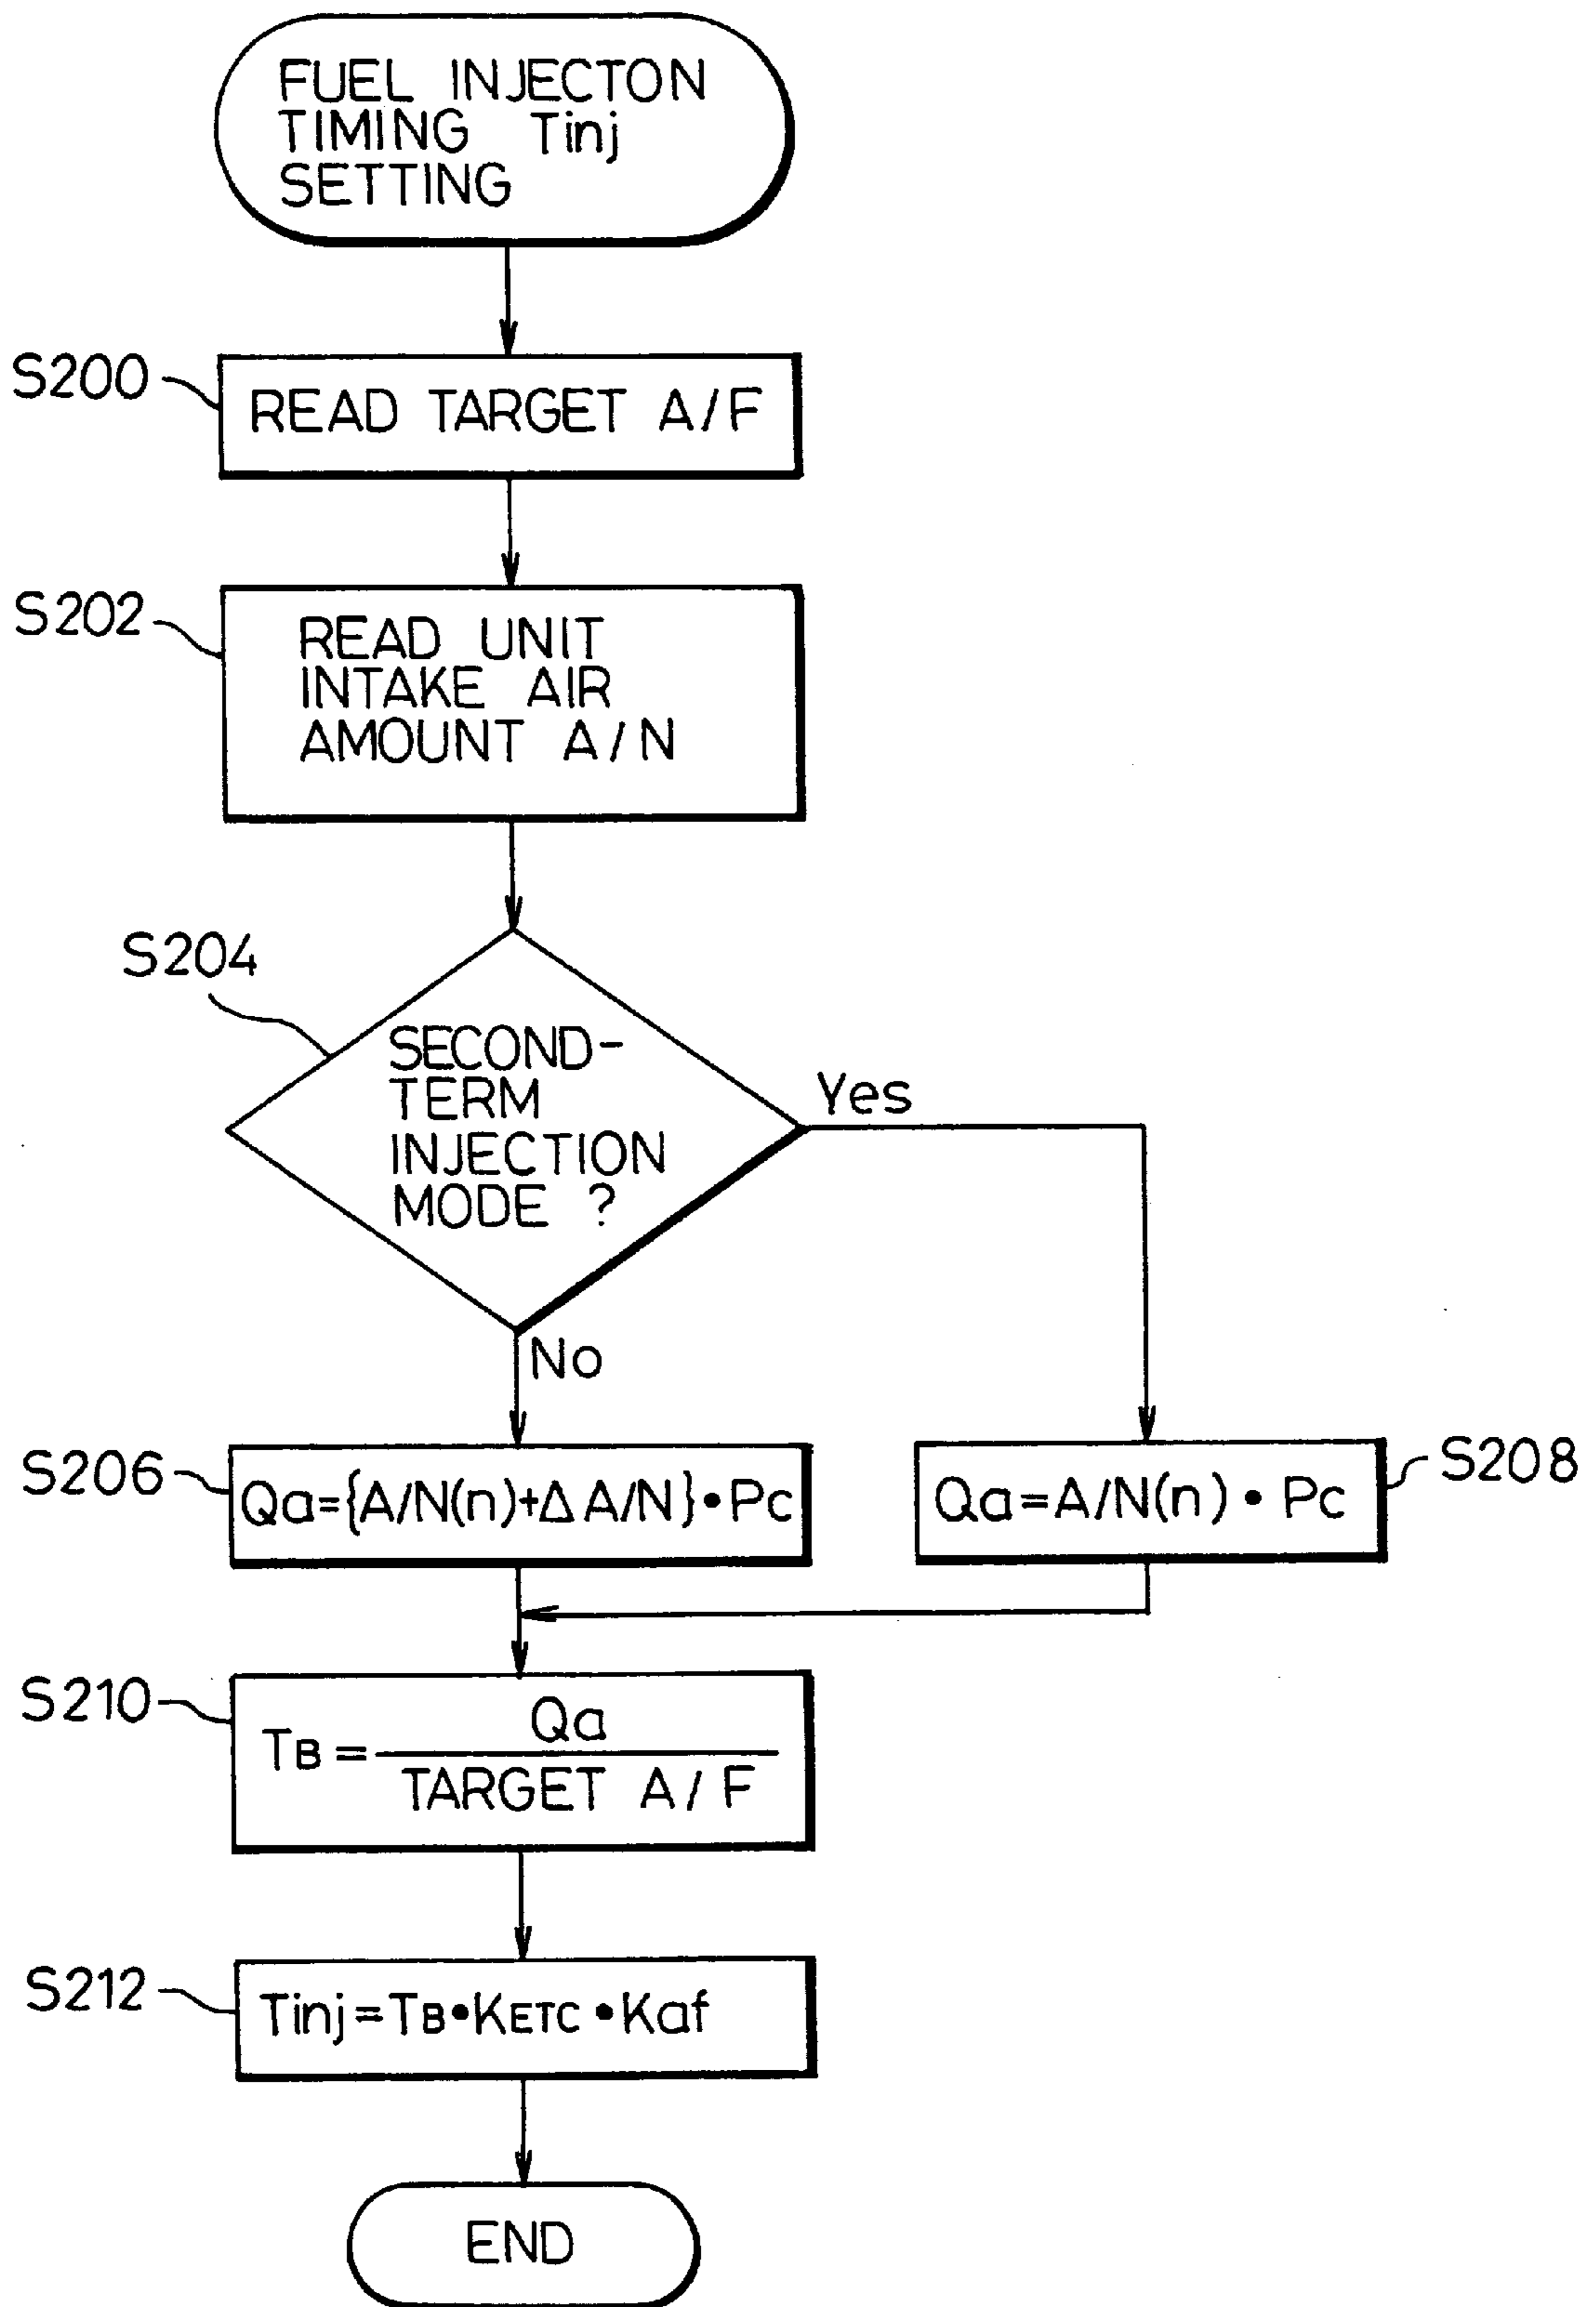 FUEL INJECTON
TIMING Tinj
SETTING
S200
READ TARGET A/F
S202
READ UNIT
INTAKE AIR
AMOUNT A/N
S204
SECOND-
TERM
INJECTION
MODE ?
Yes
No
S206
Qa={A/N(n)+Δ A/N}•Pc
Qa=A/N(n)•Pc
S208
S210
TB=Qa
TARGET A/F
S212
Tinj=TB•KETC•Kaf
END